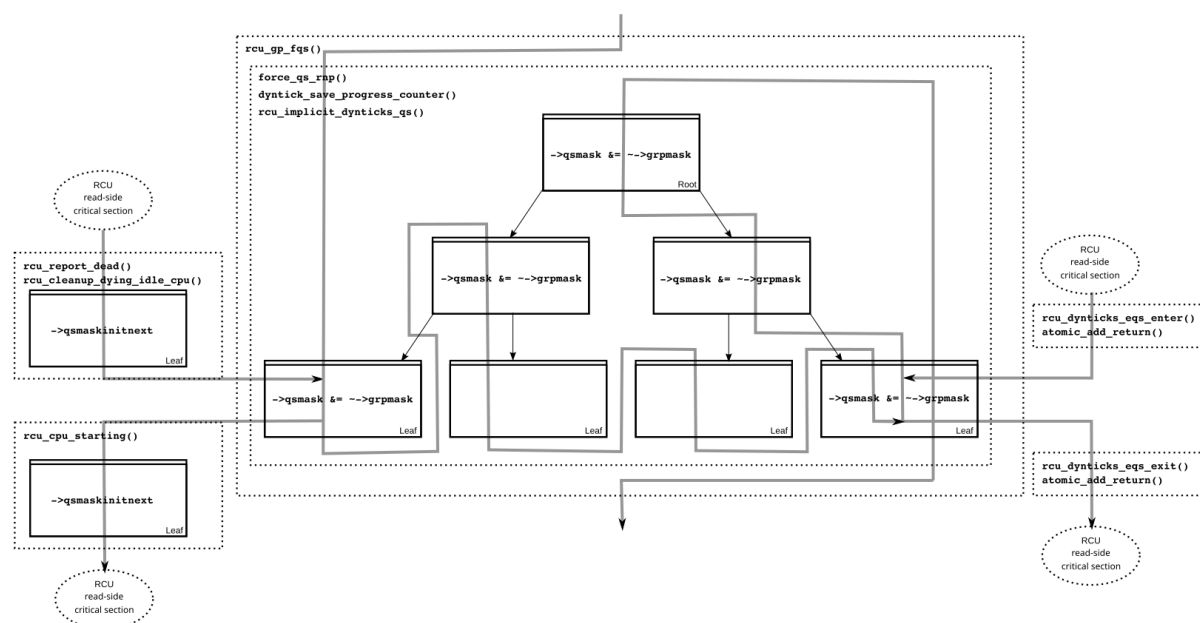 rcu_gp_fqs()
force_qs_rnp()
dyntick_save_progress_counter()
rcu_implicit_dynticks_qs()
->qsmask &= ~->grpmask
Root
->qsmask &= ~->grpmask
->qsmask &= ~->grpmask
->qsmask &= ~->grpmask
Leaf
Leaf
Leaf
->qsmask &= ~->grpmask
Leaf
RCU
read-side
critical section
rcu_report_dead()
rcu_cleanup_dying_idle_cpu()
->qsmaskinitnext
Leaf
rcu_cpu_starting()
->qsmaskinitnext
Leaf
RCU
read-side
critical section
RCU
read-side
critical section
rcu_dynticks_eqs_enter()
atomic_add_return()
rcu_dynticks_eqs_exit()
atomic_add_return()
RCU
read-side
critical section